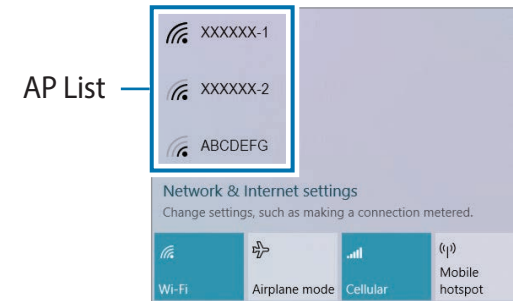 XXXXXX-1
XXXXXX-2
AP List
ABCDEFG
Network & Internet settings
Change settings, such as making a connection metered.
Wi-Fi
Airplane mode
Cellular
Mobile
hotspot